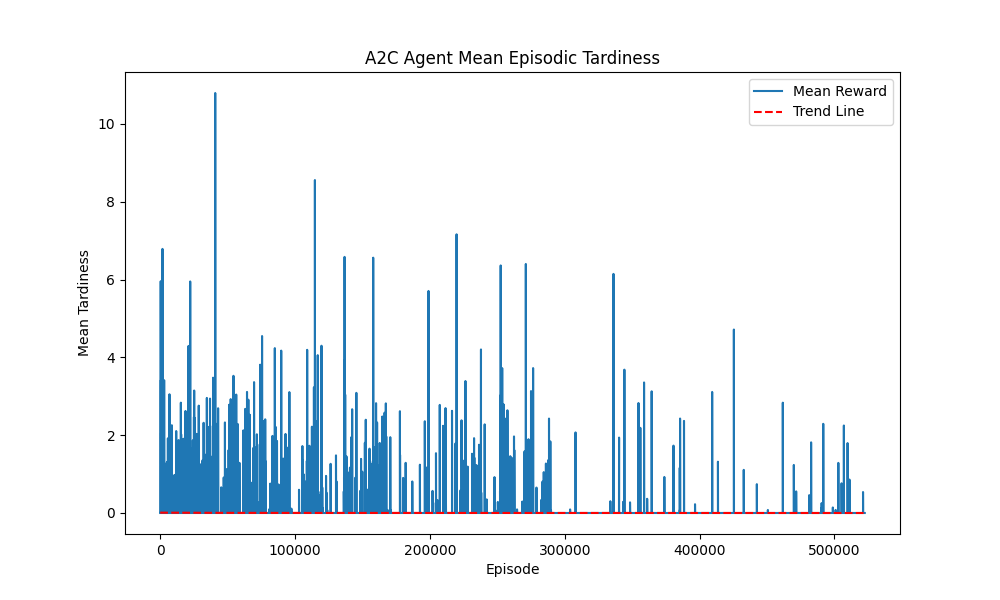 A2C Agent Mean Episodic Tardiness
Mean Reward
Trend Line
Mean Tardiness
10
8
6
4
2
0
0 100000 200000 300000 400000 500000
Episode